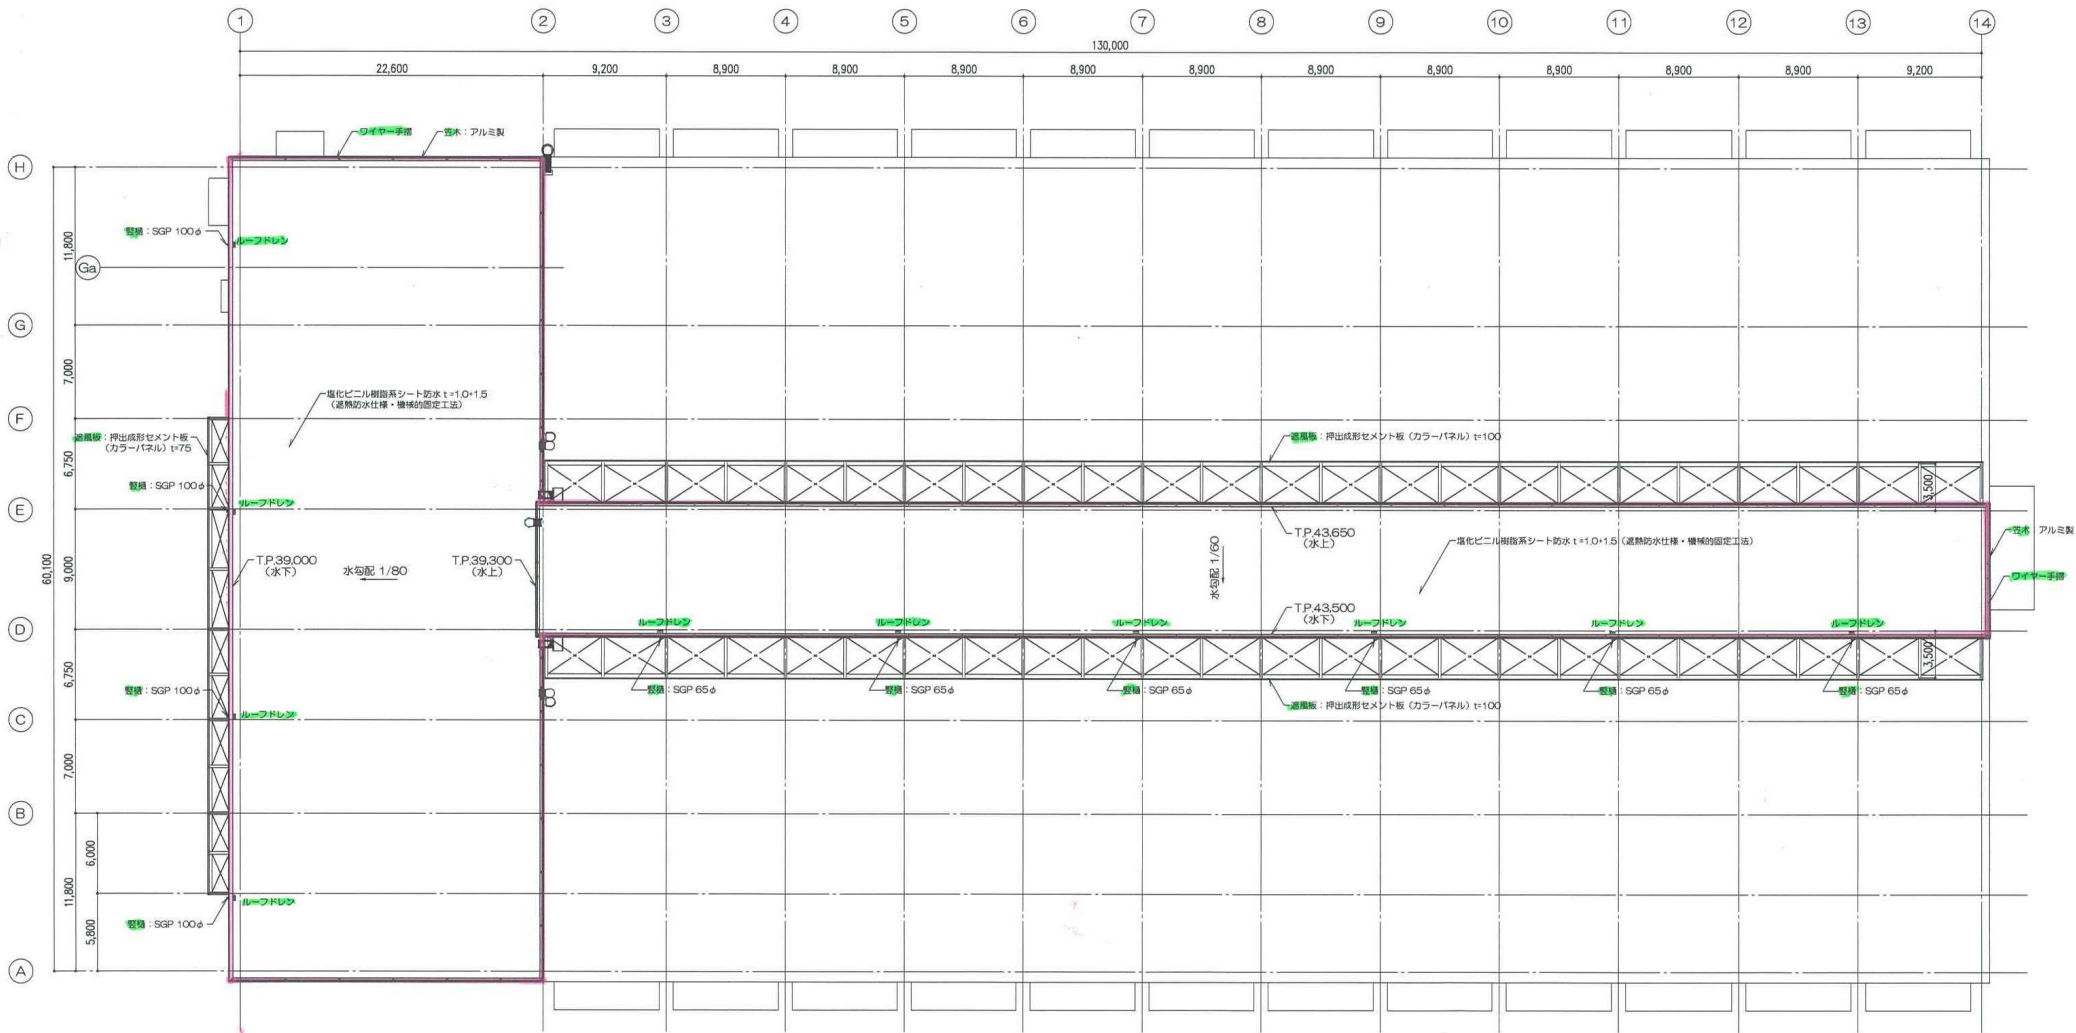 1 2 3 4 5 6 7 8 9 10 11 12 13 14
130,000
22,600 9,200 8,900 8,900 8,900 8,900 8,900 8,900 8,900 8,900 8,900 8,900 9,200
ワイヤー手摺 笠木：アルミ製
H
竪樋：SGP 100φ ルーフドレン
11,800
Ga
G
7,000
塩化ビニル樹脂系シート防水 t=1.0+1.5
（遮熱防水仕様・機械的固定工法）
F
遮風板：押出成形セメント板
（カラーパネル）t=75
遮風板：押出成形セメント板（カラーパネル）t=100
6,750
竪樋：SGP 100φ
ルーフドレン
3,500
E
T.P.43,650
（水上）
笠木 アルミ製
塩化ビニル樹脂系シート防水 t=1.0+1.5（遮熱防水仕様・機械的固定工法）
60,100
9,000
T.P.39,000
（水下）
水勾配 1/80
T.P.39,300
（水上）
水勾配 1/60
ワイヤー手摺
T.P.43,500
（水下）
ルーフドレン ルーフドレン ルーフドレン ルーフドレン ルーフドレン ルーフドレン
D
3,500
6,750
竪樋：SGP 100φ
竪樋：SGP 65φ 竪樋：SGP 65φ 竪樋：SGP 65φ 竪樋：SGP 65φ 竪樋：SGP 65φ 竪樋：SGP 65φ
遮風板：押出成形セメント板（カラーパネル）t=100
ルーフドレン
C
7,000
B
6,000
11,800
ルーフドレン
竪樋：SGP 100φ
5,800
A